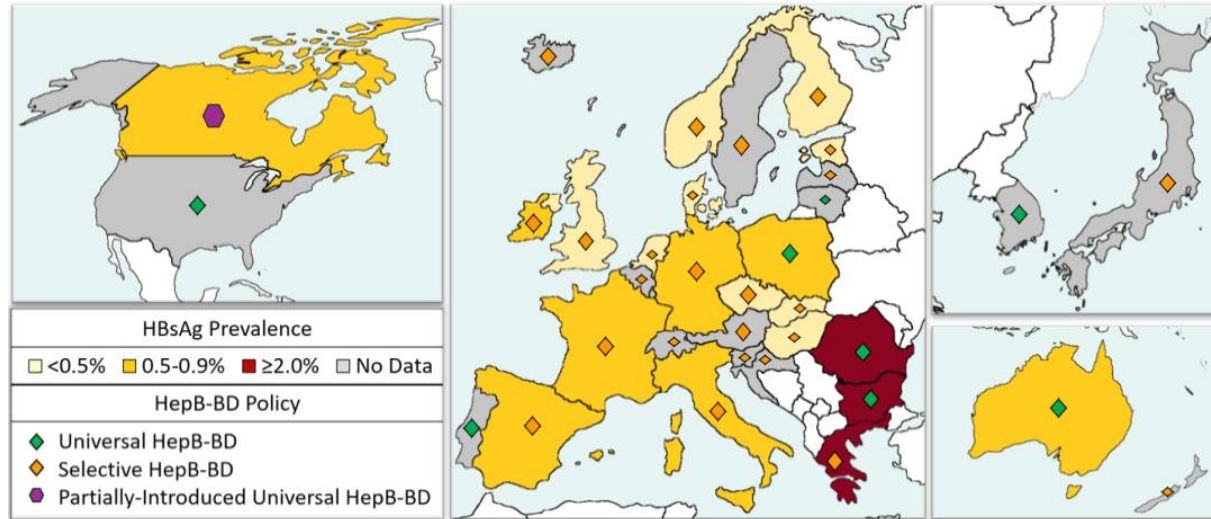 HBsAg Prevalence
<0.5% 0.5-0.9% ≥2.0% No Data
HepB-BD Policy
Universal HepB-BD
Selective HepB-BD
Partially-Introduced Universal HepB-BD